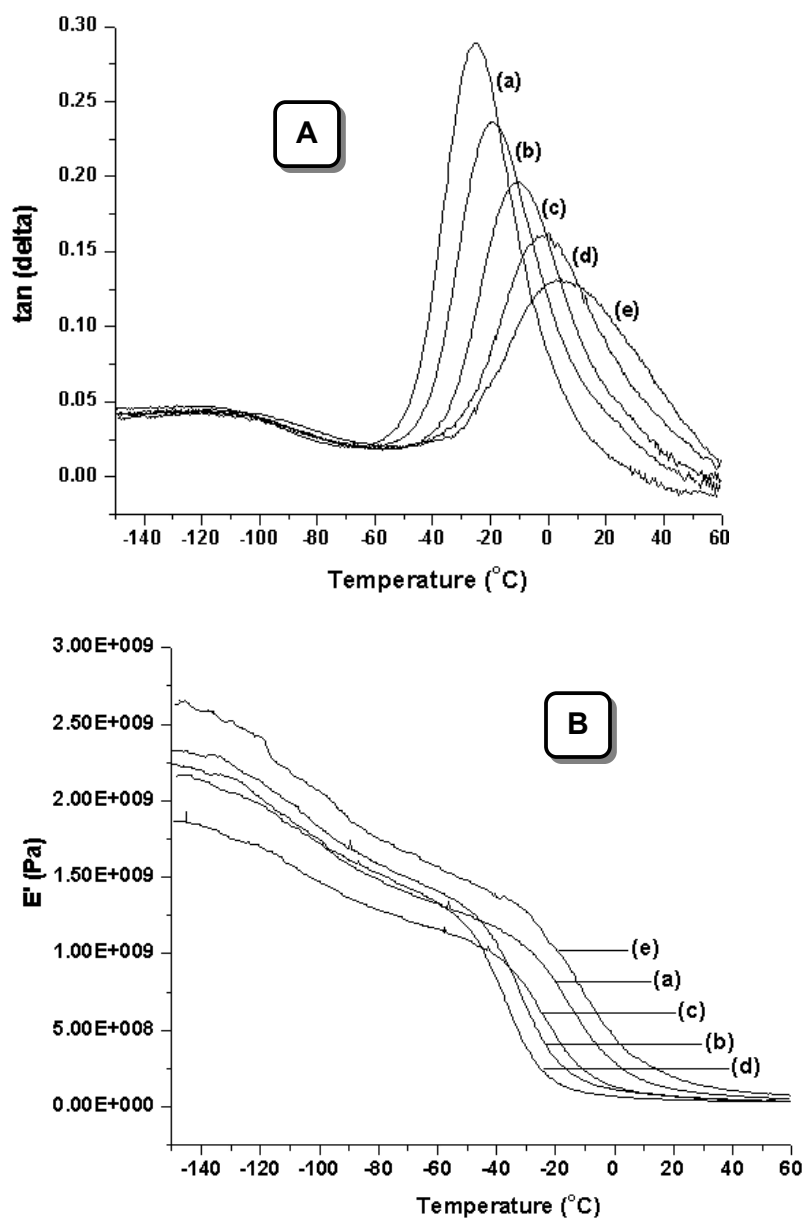 0.30
0.25
0.20
0.15
0.10
0.05
0.00
tan (delta)
A
(a)
(b)
(c)
(d)
(e)
-140 -120 -100 -80 -60 -40 -20 0 20 40 60
Temperature (°C)
3.00E+009
2.50E+009
2.00E+009
1.50E+009
1.00E+009
5.00E+008
0.00E+000
E' (Pa)
B
(e)
(a)
(c)
(b)
(d)
-140 -120 -100 -80 -60 -40 -20 0 20 40 60
Temperature (°C)